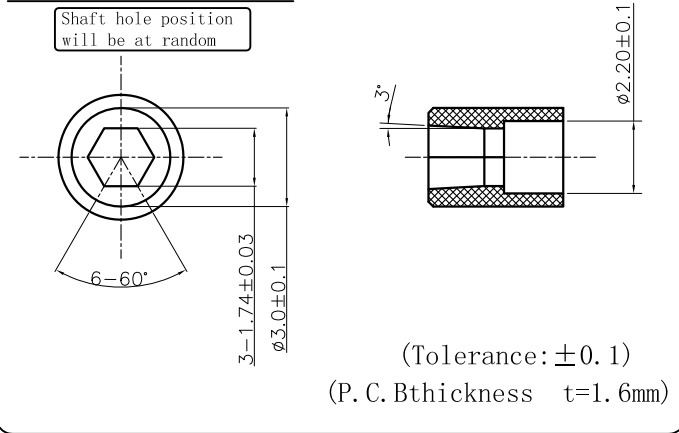 Shaft hole position
will be at random
3°
ø2.20±0.1
6-60°
3-1.74±0.03
ø3.0±0.1
(Tolerance:±0.1)
(P.C.Bthickness t=1.6mm)